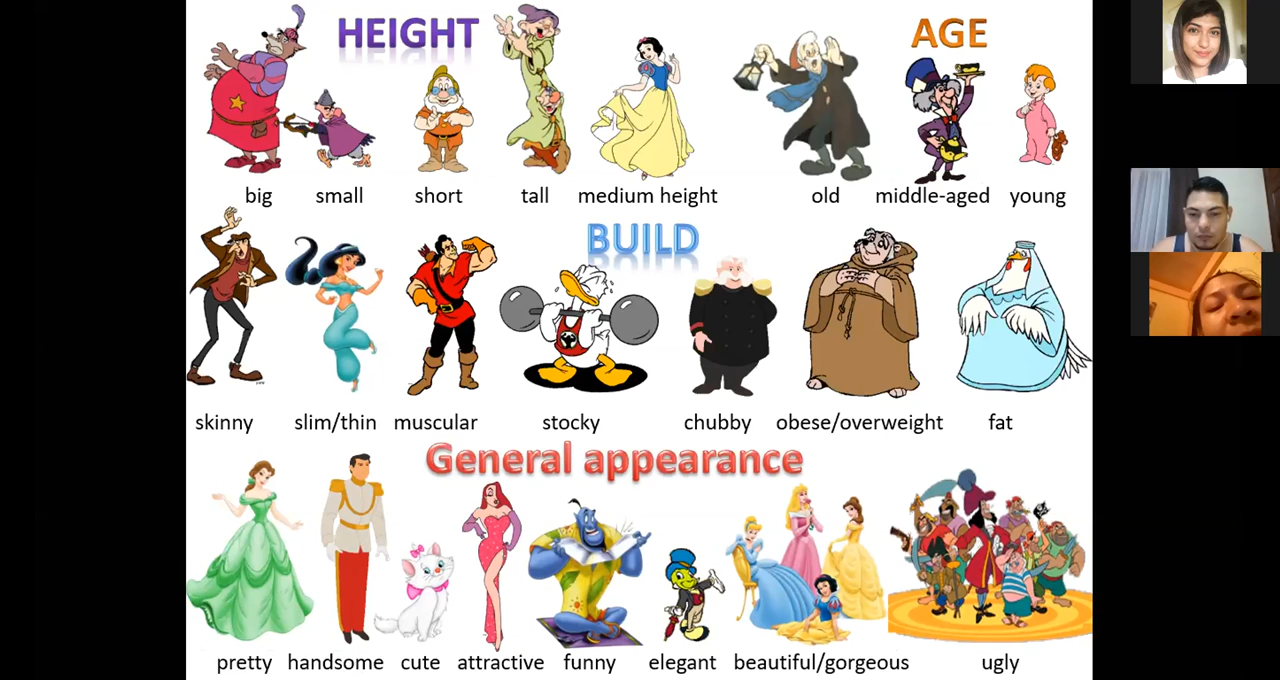 HEIGHT
AGE
big small short tall medium height old middle-aged young
BUILD
skinny slim/thin muscular stocky chubby obese/overweight fat
General appearance
pretty handsome cute attractive funny elegant beautiful/gorgeous ugly